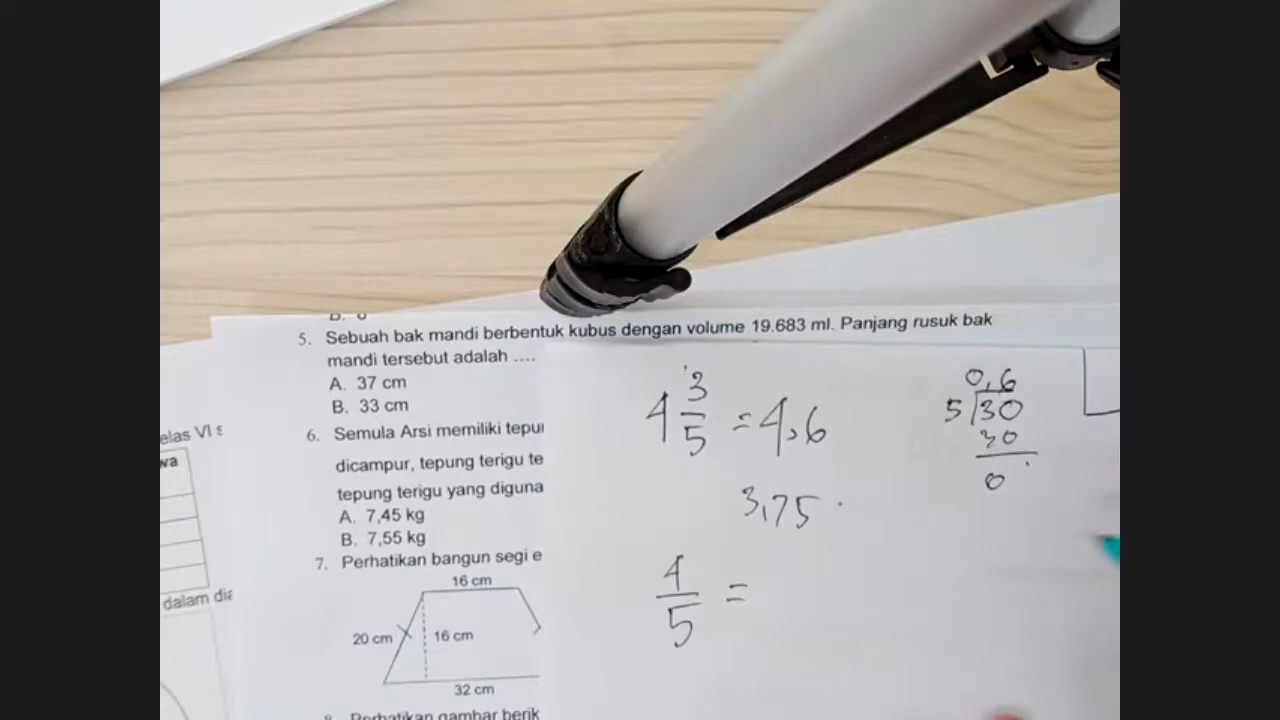 5. Sebuah bak mandi berbentuk kubus dengan volume 19.683 ml. Panjang rusuk bak
mandi tersebut adalah ....
A. 37 cm
B. 33 cm
6. Semula Arsi memiliki
dicampur, tepung terigu te
tepung terigu yang diguna
A. 7,45 kg
B. 7,55 kg
7. Perhatikan bangun segi e
16 cm
20 cm
16 cm
32 cm
elas VI s
wa
dalam dia
4 3/5 = 4,6
3,75
4/5 =
0,6
5 30
30
0